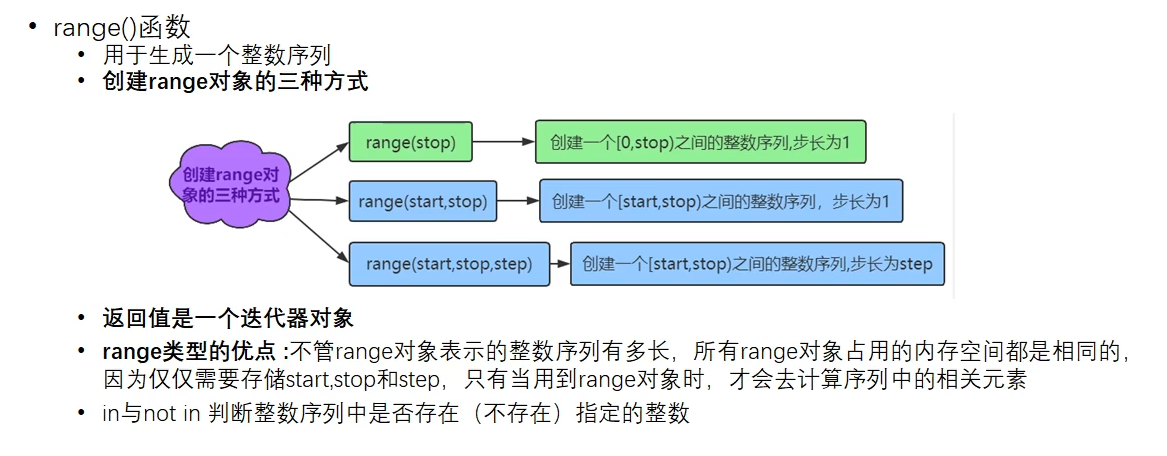 • range()函数
• 用于生成一个整数序列
• 创建range对象的三种方式
创建range对
象的三种方式
range(stop)
创建一个[0,stop)之间的整数序列,步长为1
range(start,stop)
创建一个[start,stop)之间的整数序列，步长为1
range(start,stop,step)
创建一个[start,stop)之间的整数序列,步长为step
• 返回值是一个迭代器对象
• range类型的优点 :不管range对象表示的整数序列有多长，所有range对象占用的内存空间都是相同的，
因为仅仅需要存储start,stop和step，只有当用到range对象时，才会去计算序列中的相关元素
• in与not in 判断整数序列中是否存在（不存在）指定的整数